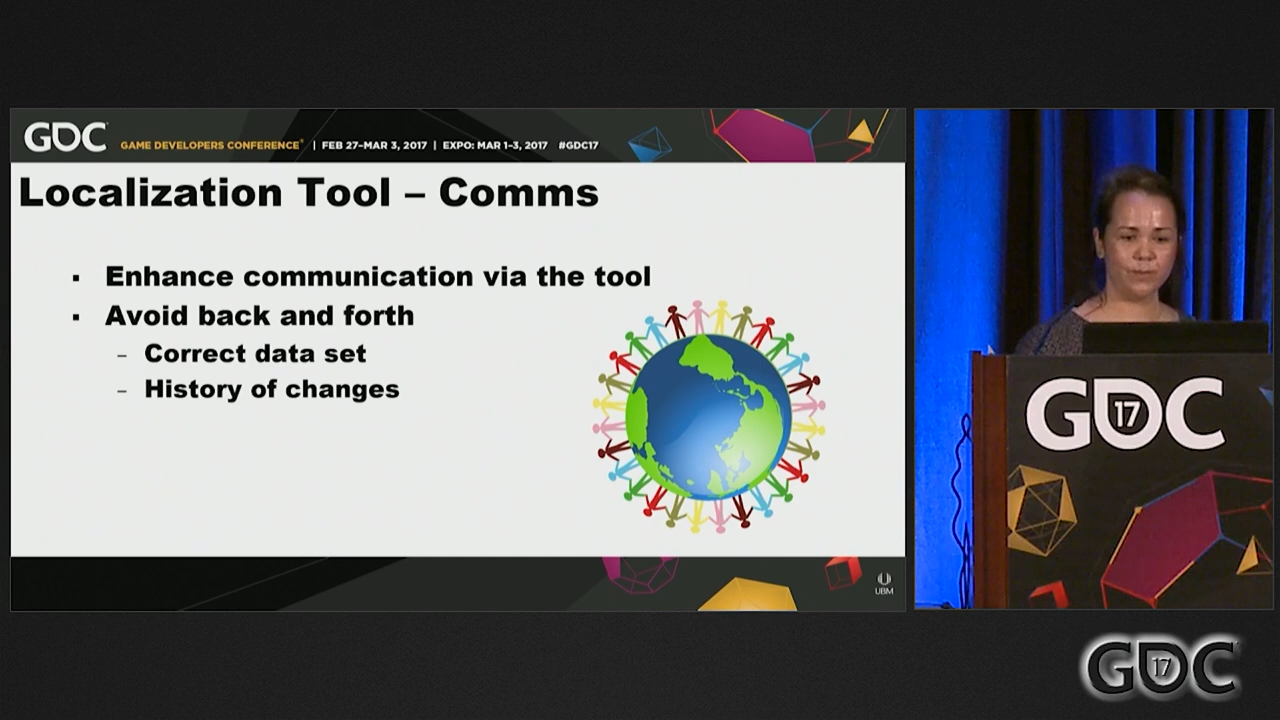 GDC
GAME DEVELOPERS CONFERENCE® | FEB 27–MAR 3, 2017 | EXPO: MAR 1–3, 2017 #GDC17
Localization Tool – Comms
▪ Enhance communication via the tool
▪ Avoid back and forth
– Correct data set
– History of changes
UBM
GDC
17
GDC
17